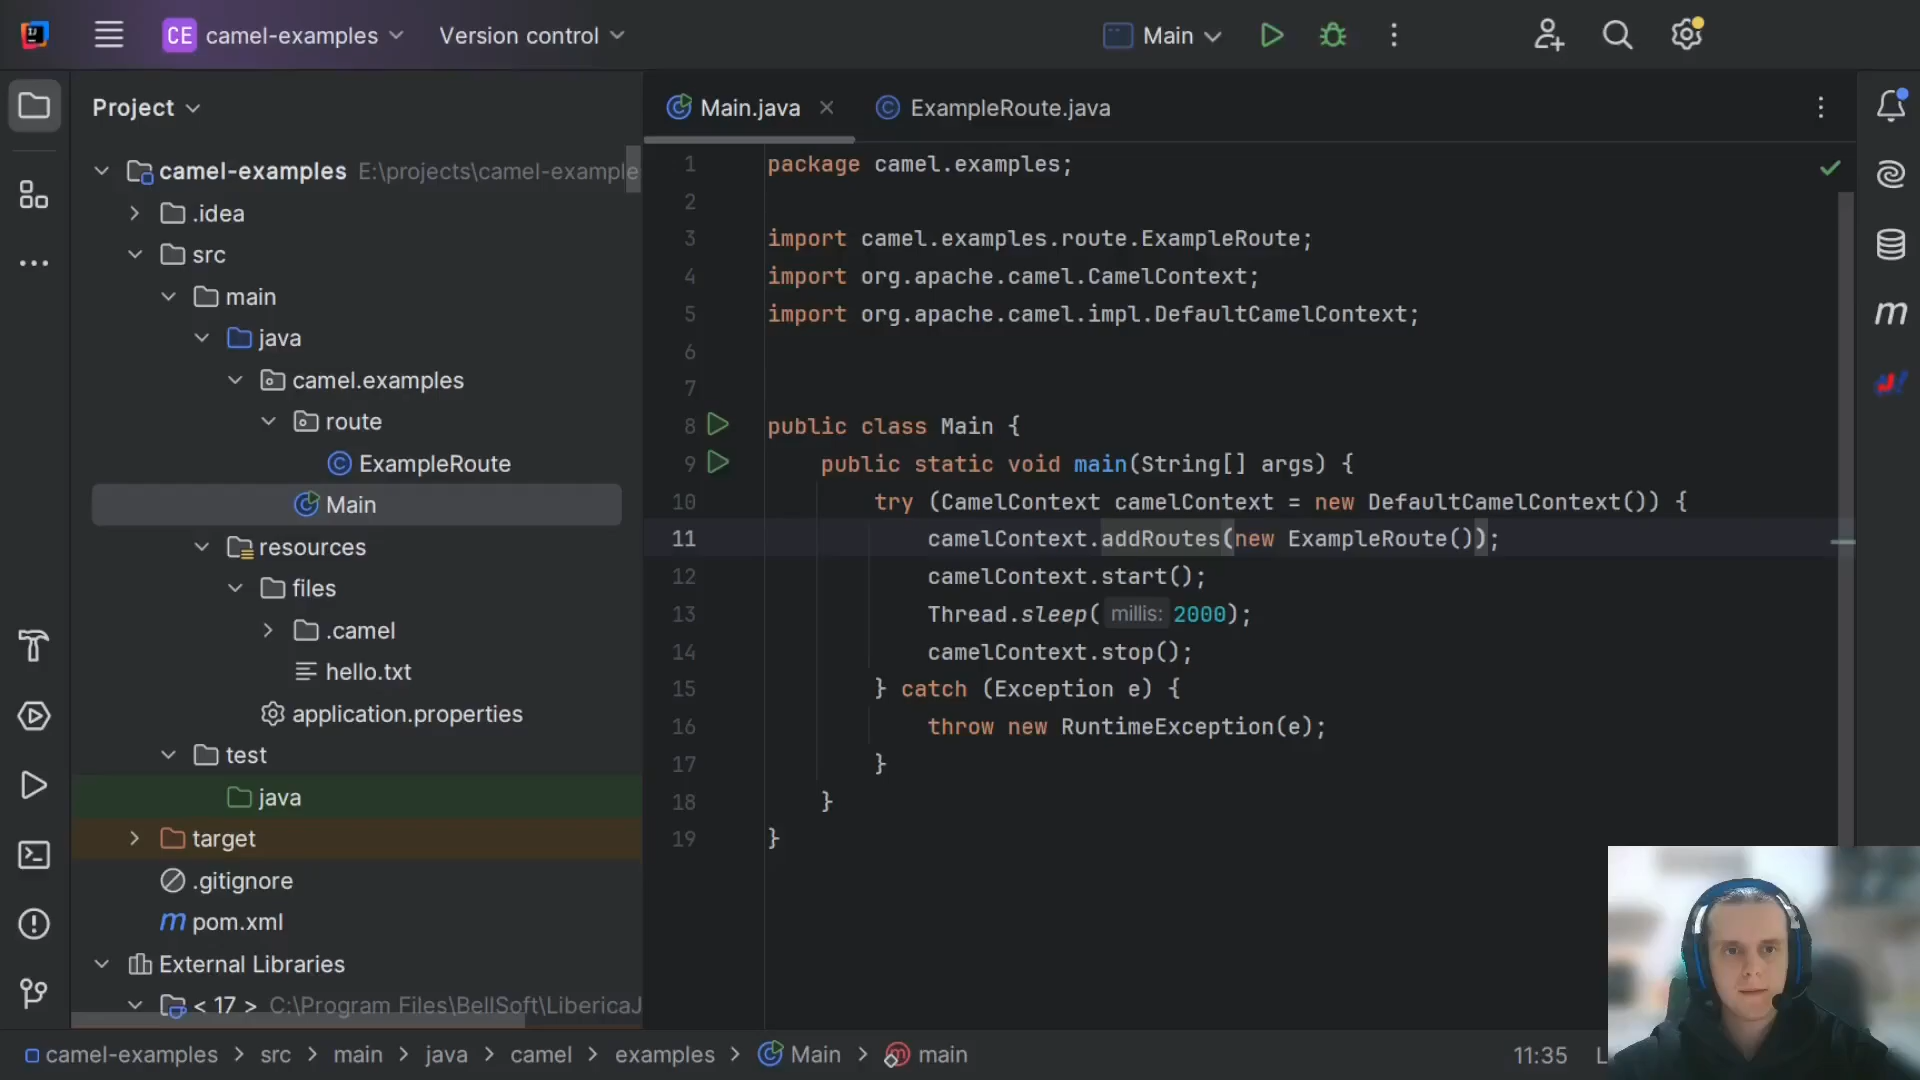 CE camel-examples Version control Main
Project
Main.java ExampleRoute.java
camel-examples E:\projects\camel-example
.idea
src
main
java
camel.examples
route
ExampleRoute
Main
resources
files
.camel
hello.txt
application.properties
test
java
target
.gitignore
m pom.xml
External Libraries
< 17 > C:\Program Files\BellSoft\LibericaJ
1 package camel.examples;
2
3 import camel.examples.route.ExampleRoute;
4 import org.apache.camel.CamelContext;
5 import org.apache.camel.impl.DefaultCamelContext;
6
7
8 public class Main {
9 public static void main(String[] args) {
10 try (CamelContext camelContext = new DefaultCamelContext()) {
11 camelContext.addRoutes(new ExampleRoute());
12 camelContext.start();
13 Thread.sleep( millis: 2000);
14 camelContext.stop();
15 } catch (Exception e) {
16 throw new RuntimeException(e);
17 }
18 }
19 }
m
camel-examples > src > main > java > camel > examples > Main > main
11:35 L